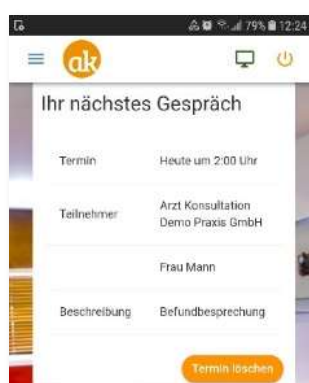 79% 12:24
ak
Ihr nächstes Gespräch
Termin Heute um 2:00 Uhr
Teilnehmer Arzt Konsultation
Demo Praxis GmbH
Frau Mann
Beschreibung Befundbesprechung
Termin löschen